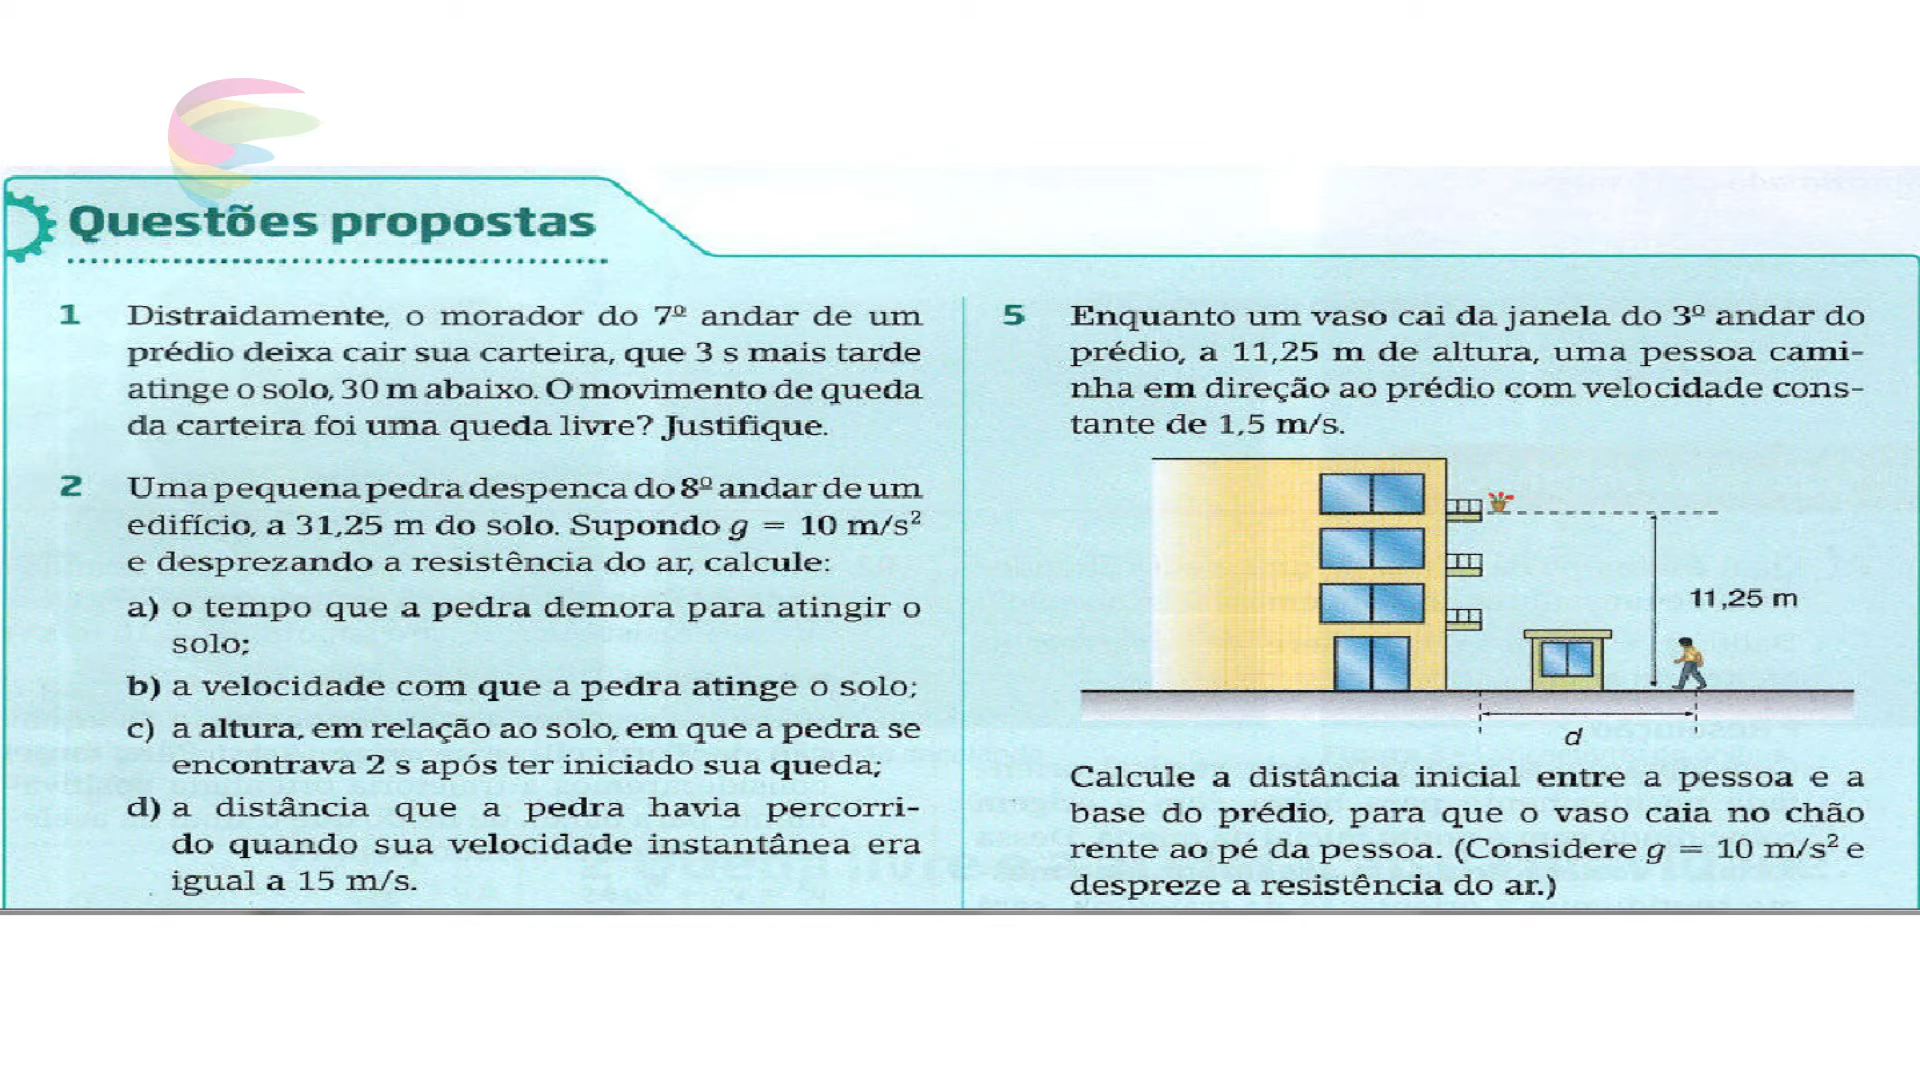 Questões propostas
1 Distraidamente, o morador do 7º andar de um
prédio deixa cair sua carteira, que 3 s mais tarde
atinge o solo, 30 m abaixo. O movimento de queda
da carteira foi uma queda livre? Justifique.
2 Uma pequena pedra despenca do 8º andar de um
edifício, a 31,25 m do solo. Supondo g = 10 m/s²
e desprezando a resistência do ar, calcule:
a) o tempo que a pedra demora para atingir o
solo;
b) a velocidade com que a pedra atinge o solo;
c) a altura, em relação ao solo, em que a pedra se
encontrava 2 s após ter iniciado sua queda;
d) a distância que a pedra havia percorri-
do quando sua velocidade instantânea era
igual a 15 m/s.
5 Enquanto um vaso cai da janela do 3º andar do
prédio, a 11,25 m de altura, uma pessoa cami-
nha em direção ao prédio com velocidade cons-
tante de 1,5 m/s.
11,25 m
d
Calcule a distância inicial entre a pessoa e a
base do prédio, para que o vaso caia no chão
rente ao pé da pessoa. (Considere g = 10 m/s² e
despreze a resistência do ar.)